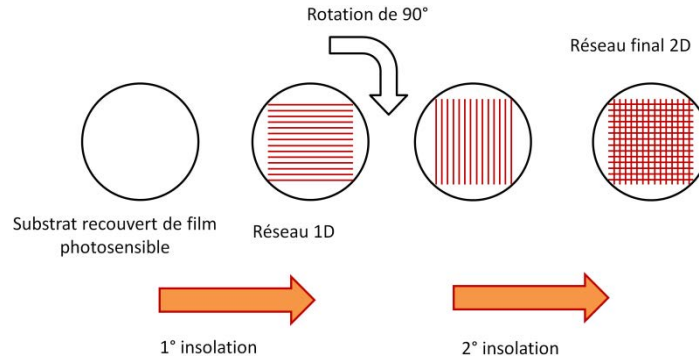 Rotation de 90°
Réseau final 2D
Substrat recouvert de film
photosensible
Réseau 1D
1° insolation
2° insolation